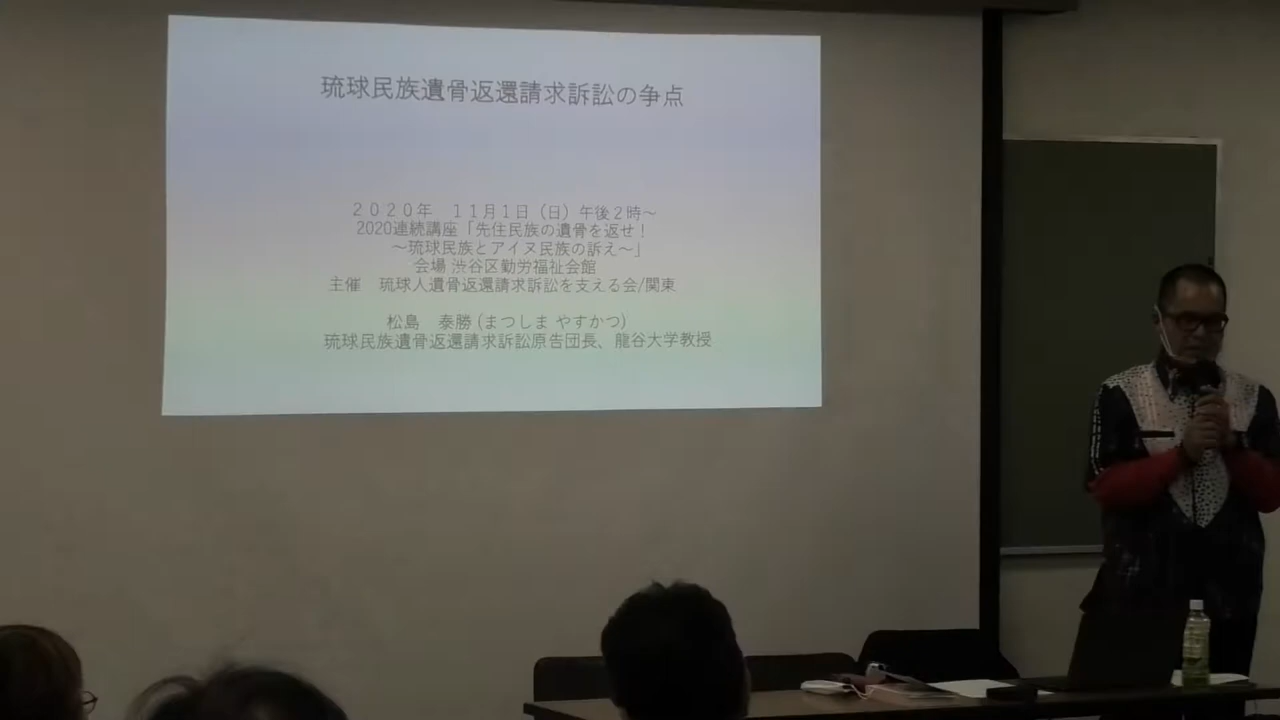 琉球民族遺骨返還請求訴訟の争点
２０２０年　１１月１日（日）午後２時～
2020連続講座「先住民族の遺骨を返せ！
～琉球民族とアイヌ民族の訴え～」
会場 渋谷区勤労福祉会館
主催　琉球人遺骨返還請求訴訟を支える会/関東
松島　泰勝 (まつしま やすかつ)
琉球民族遺骨返還請求訴訟原告団長、龍谷大学教授